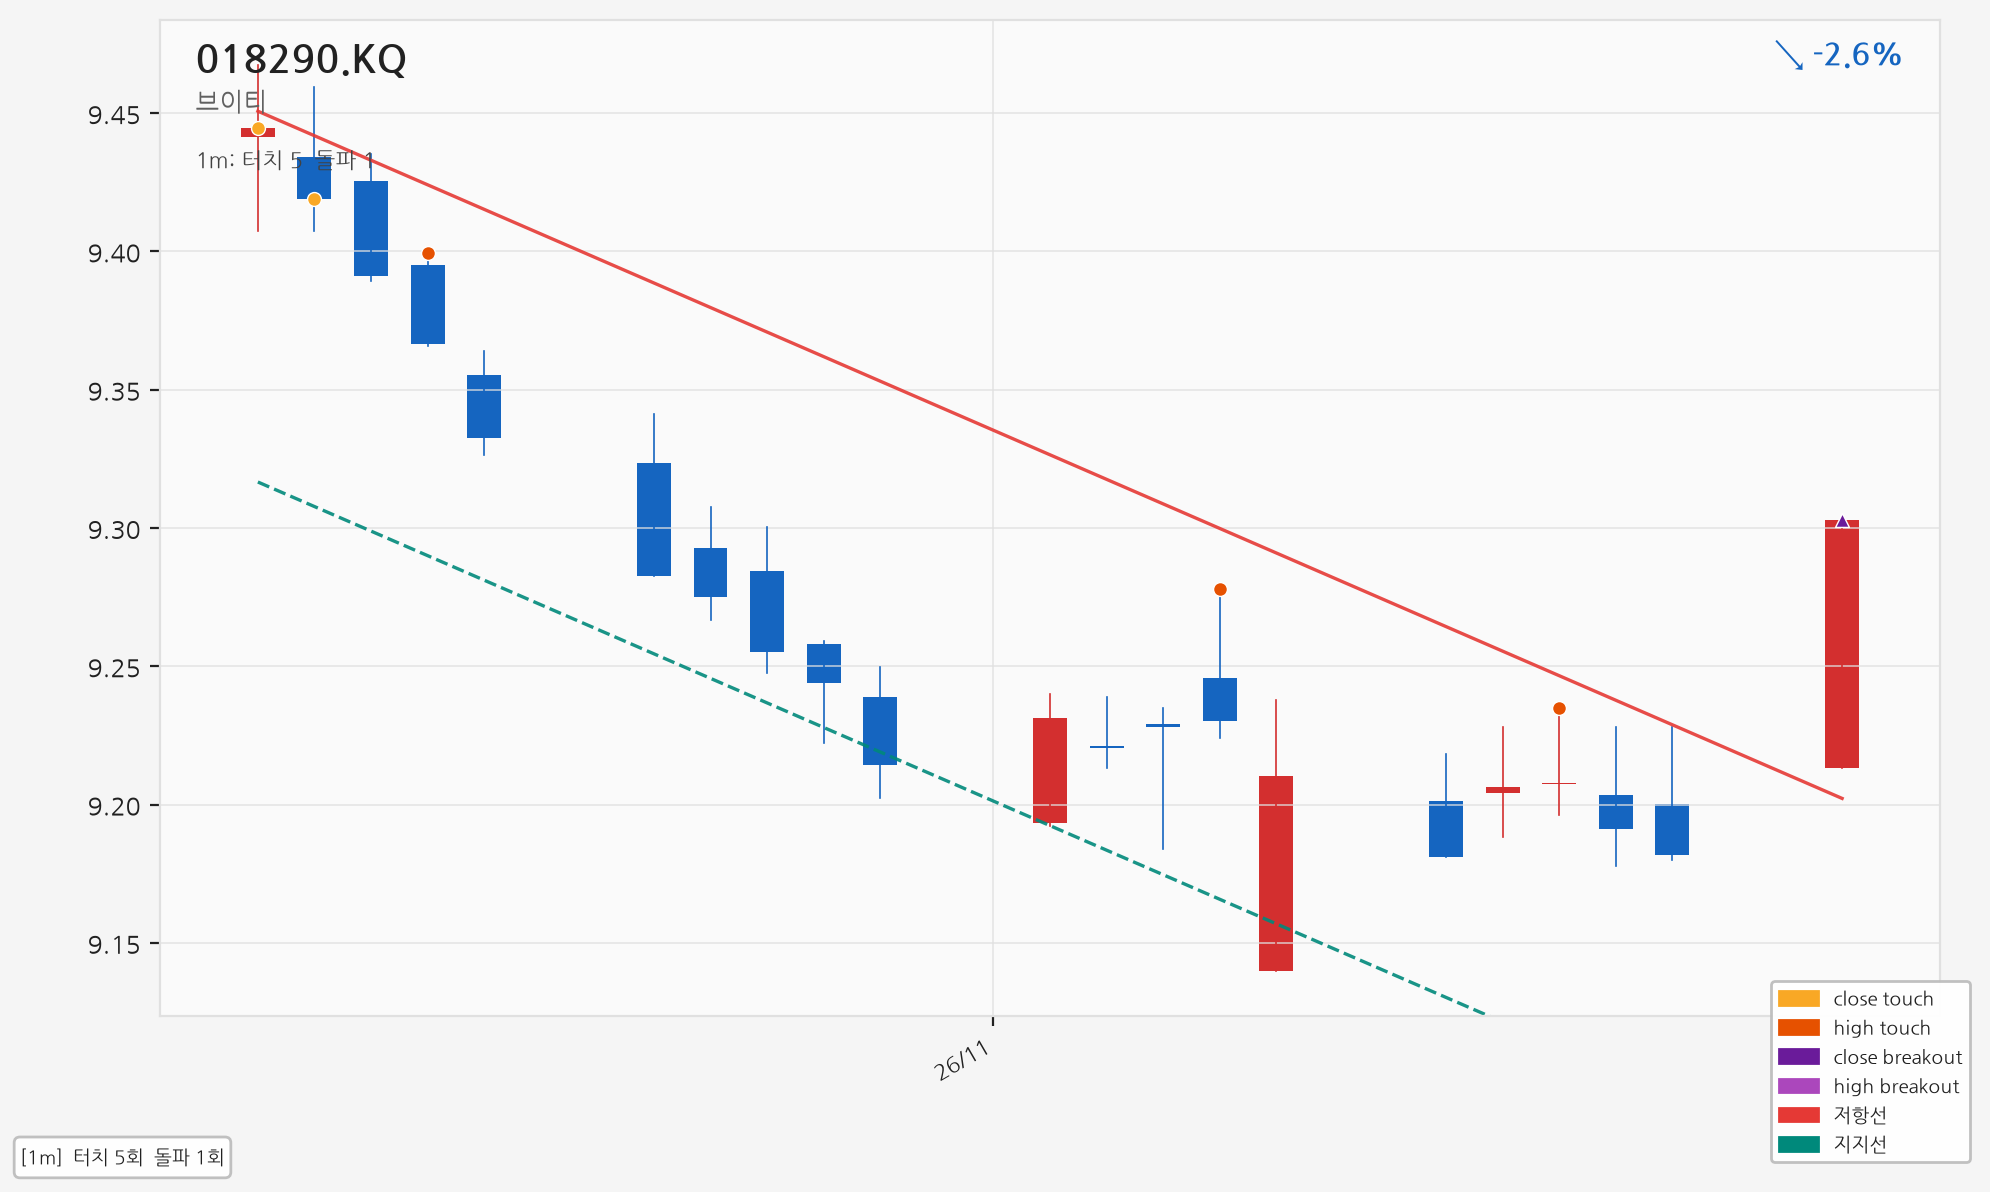 018290.KQ
브이티
1m: 터치 5  돌파 1
-2.6%
9.45
9.40
9.35
9.30
9.25
9.20
9.15
26/11
close touch
high touch
close breakout
high breakout
저항선
지지선
[1m]  터치 5회  돌파 1회